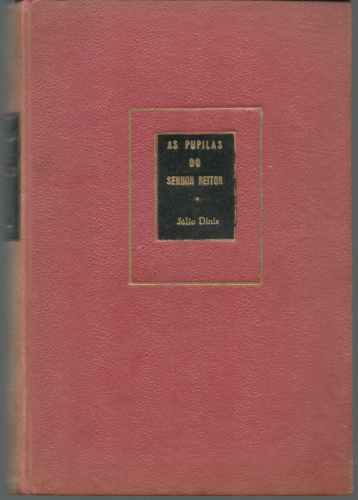 AS PUPILAS
DO
SENHOR REITOR
Júlio Dinis